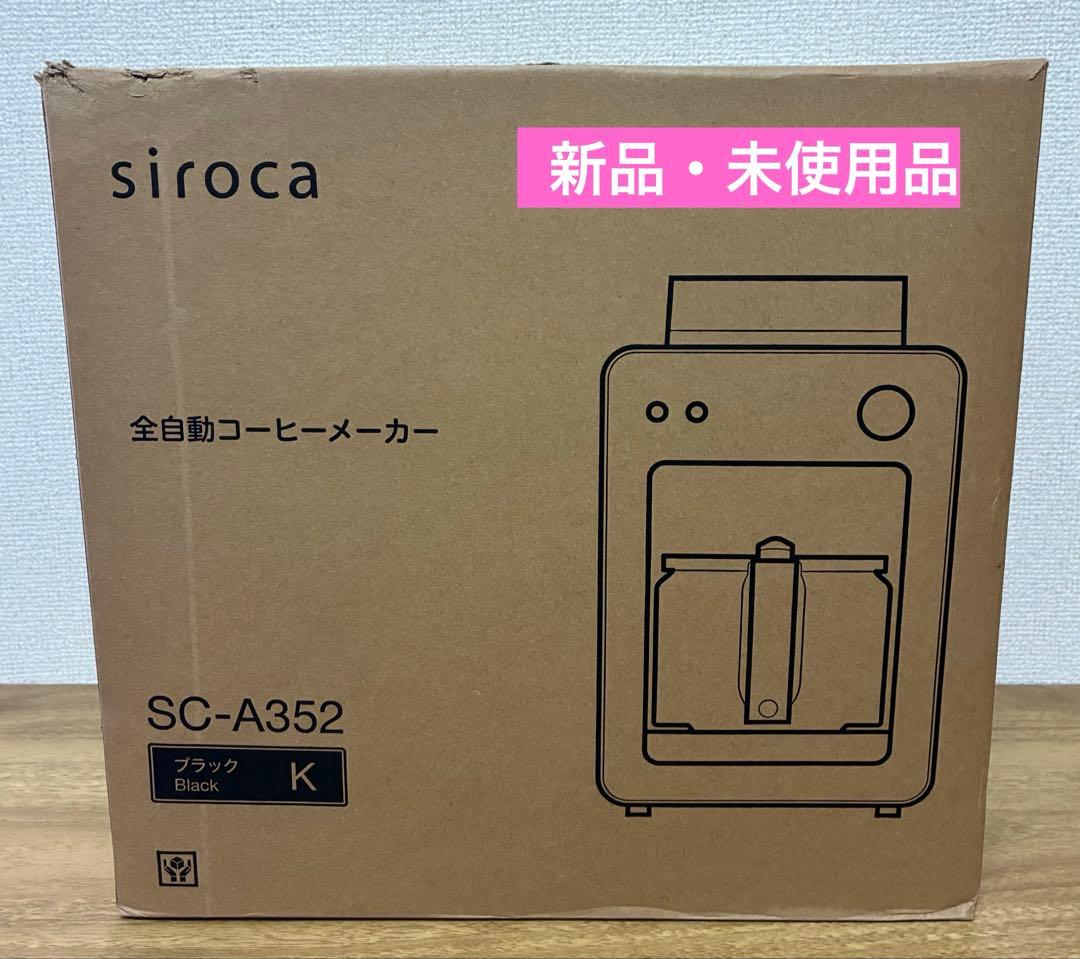 siroca
新品・未使用品
全自動コーヒーメーカー
SC-A352
ブラック
Black
K